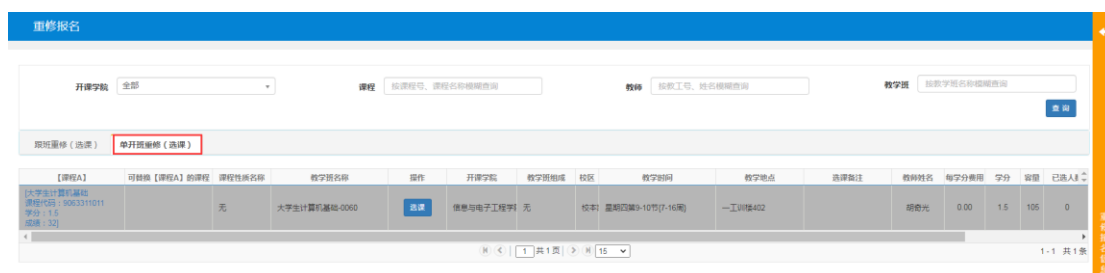 重修报名
开课学院 全部 课程 按课程号、课程名称模糊查询 教师 按教工号、姓名模糊查询 教学班 按教学班名称模糊查询
查询
跟班重修（选课） 单开班重修（选课）
【课程A】 可替换【课程A】的课程 课程性质名称 教学班名称 操作 开课学院 教学班组成 校区 教学时间 教学地点 选课备注 教师姓名 每学分费用 学分 容量 已选人
[大学生计算机基础
课程代码：9063311011
学分：1.5
成绩：32]
无 大学生计算机基础-0060 选课 信息与电子工程学 无 校本 星期四第9-10节{7-16周} 胡奇光 0.00 1.5 105 0
1 共1页 15 1-1 共1条